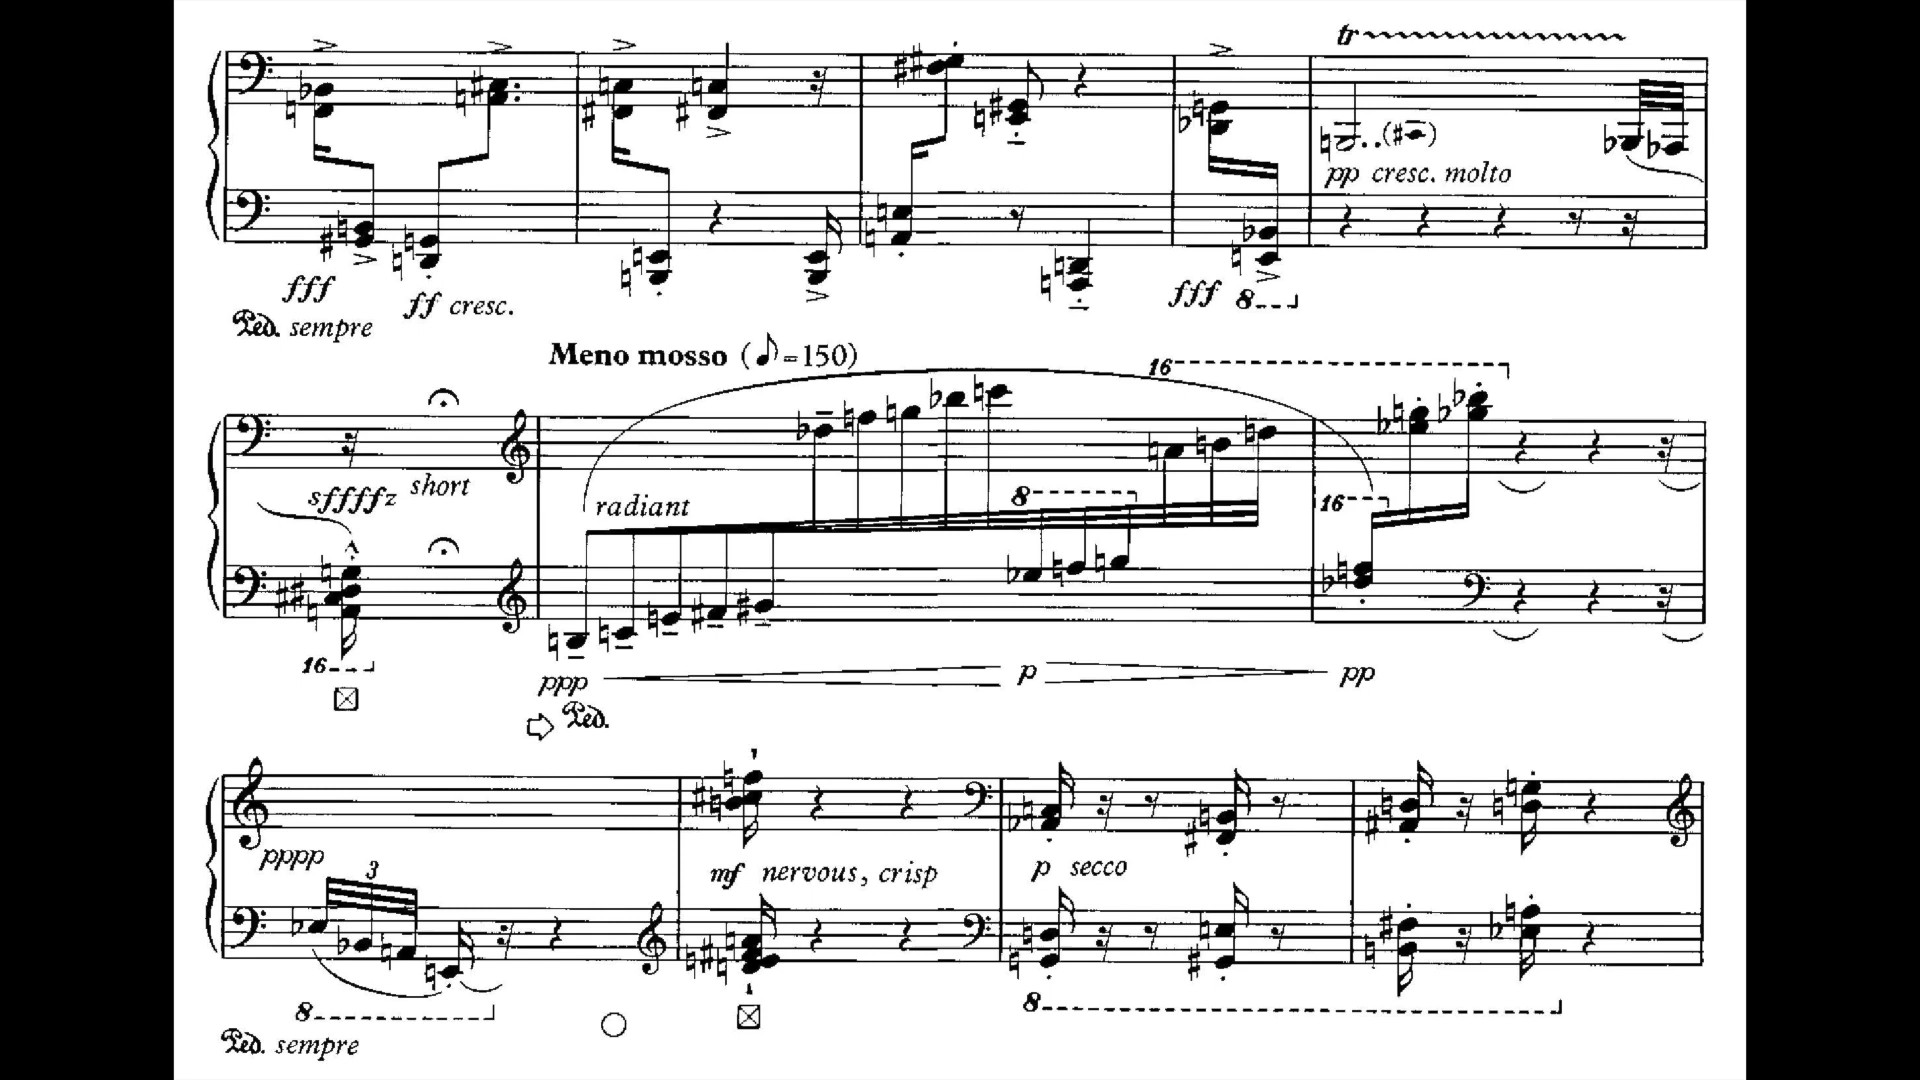 tr
pp cresc. molto
fff
ff cresc.
fff 8
Ped. sempre
Meno mosso (♪=150)
16
sffffz short
radiant
8
16
16
ppp
p
pp
Ped.
pppp
3
mf nervous, crisp
p secco
8
8
Ped. sempre